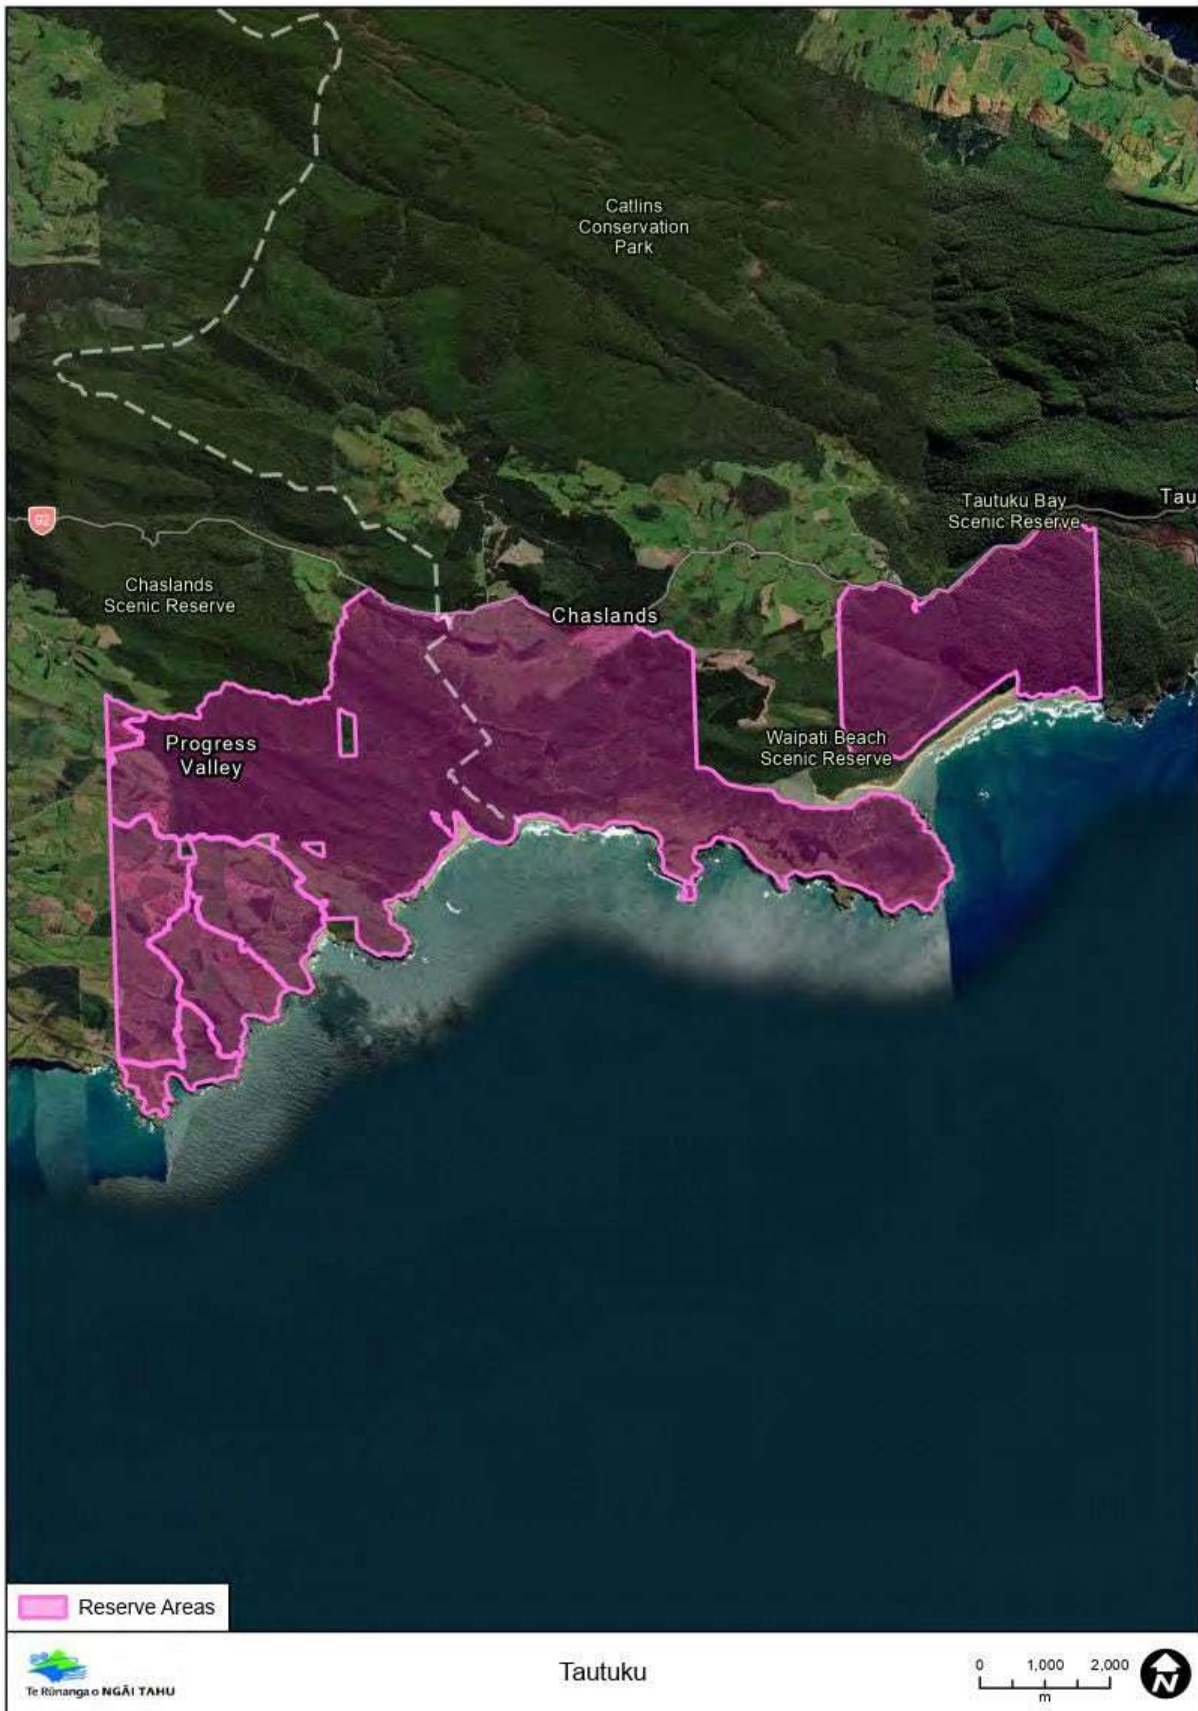 Catlins
Conservation
Park
Tautuku Bay
Scenic Reserve
Tau
92
Chaslands
Scenic Reserve
Chaslands
Progress
Valley
Waipati Beach
Scenic Reserve
Reserve Areas
Te Rūnanga o NGĀI TAHU
Tautuku
0 1,000 2,000
m
N